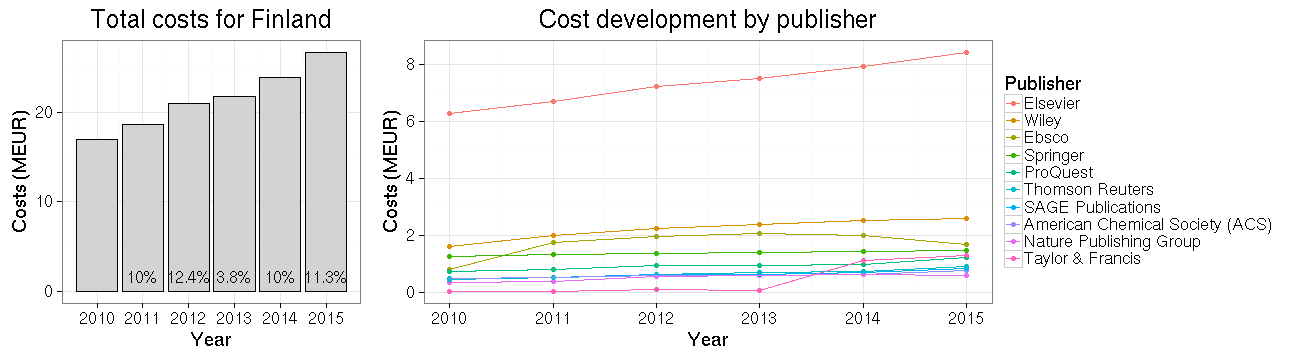 Total costs for Finland
Costs (MEUR)
20
10
0
10%
12.4%
3.8%
10%
11.3%
2010
2011
2012
2013
2014
2015
Year
Cost development by publisher
Costs (MEUR)
8
6
4
2
0
2010
2011
2012
2013
2014
2015
Year
Publisher
Elsevier
Wiley
Ebsco
Springer
ProQuest
Thomson Reuters
SAGE Publications
American Chemical Society (ACS)
Nature Publishing Group
Taylor & Francis